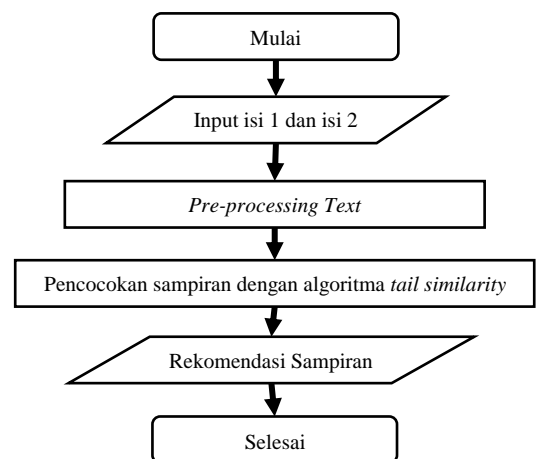 Mulai
Input isi 1 dan isi 2
Pre-processing Text
Pencocokan sampiran dengan algoritma tail similarity
Rekomendasi Sampiran
Selesai